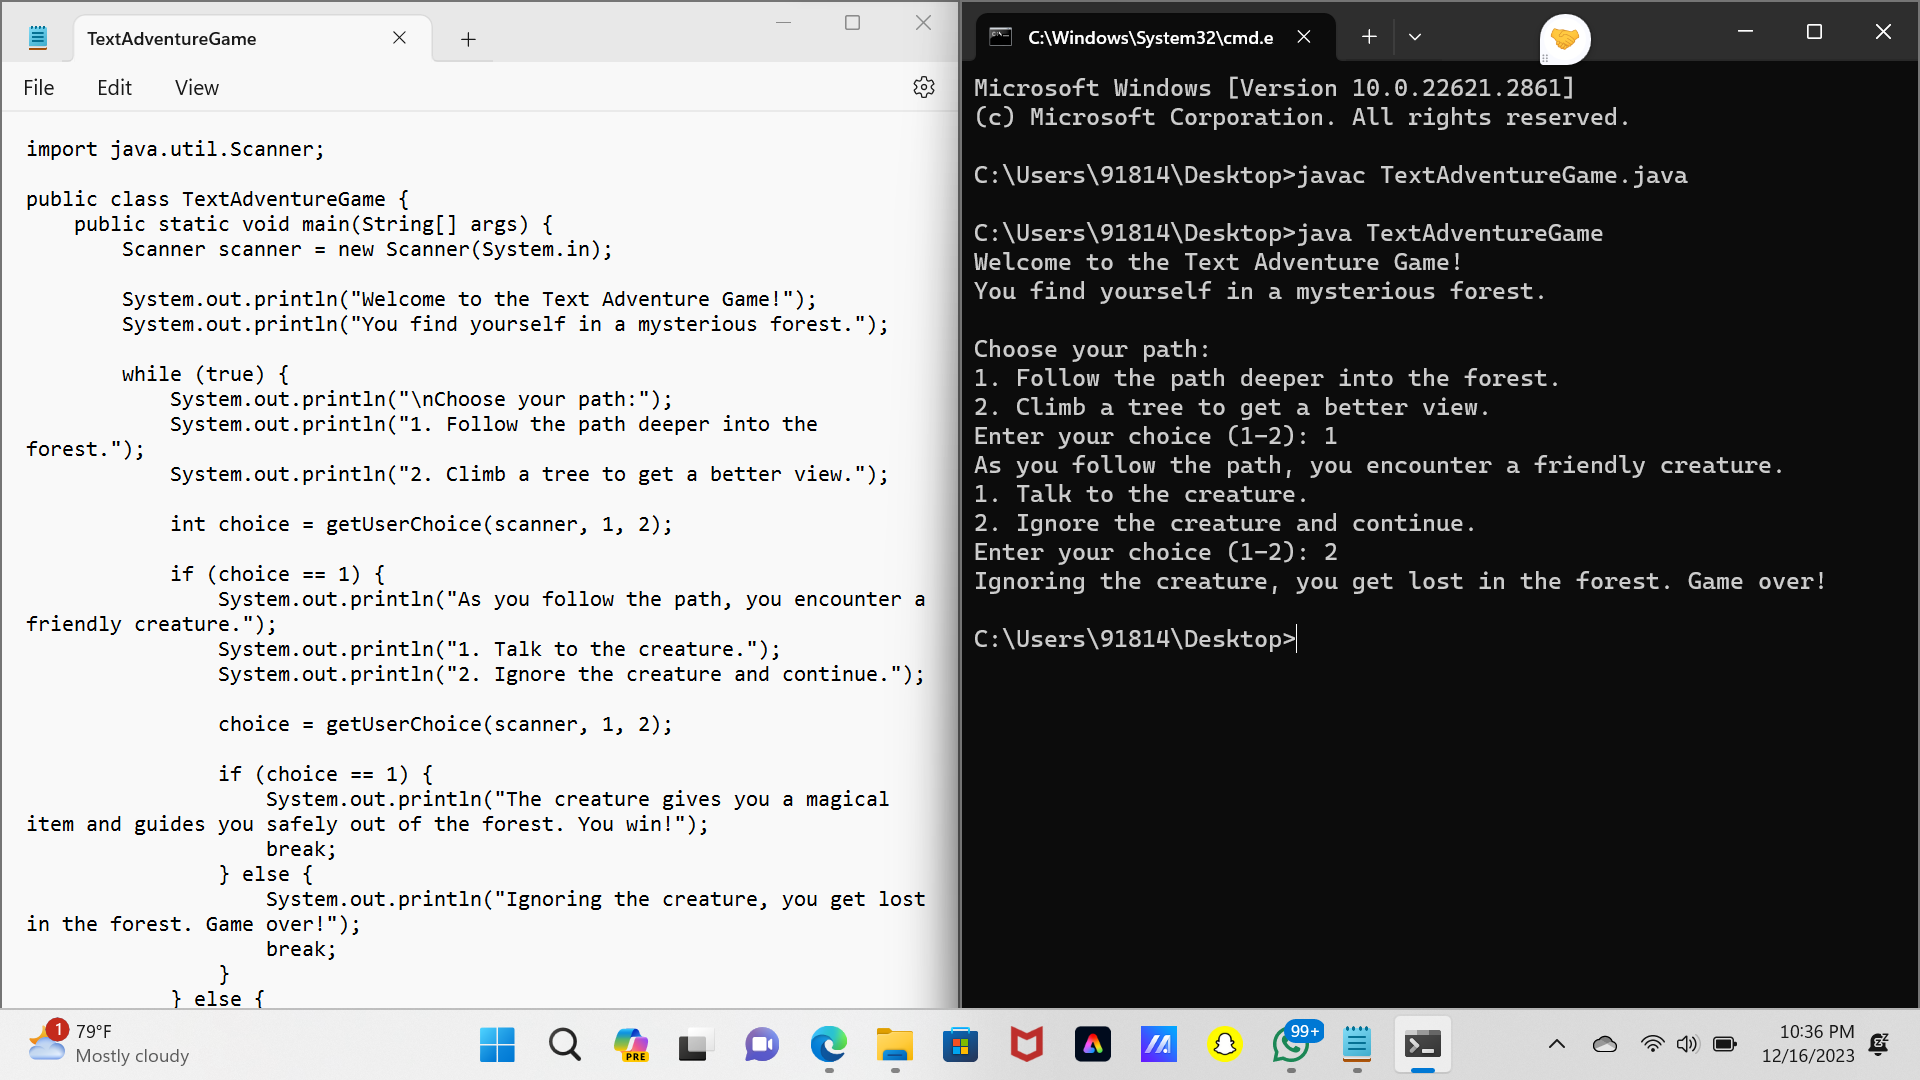 TextAdventureGame
File Edit View
import java.util.Scanner;
public class TextAdventureGame {
    public static void main(String[] args) {
        Scanner scanner = new Scanner(System.in);
        System.out.println("Welcome to the Text Adventure Game!");
        System.out.println("You find yourself in a mysterious forest.");
        while (true) {
            System.out.println("\nChoose your path:");
            System.out.println("1. Follow the path deeper into the
forest.");
            System.out.println("2. Climb a tree to get a better view.");
            int choice = getUserChoice(scanner, 1, 2);
            if (choice == 1) {
                System.out.println("As you follow the path, you encounter a
friendly creature.");
                System.out.println("1. Talk to the creature.");
                System.out.println("2. Ignore the creature and continue.");
                choice = getUserChoice(scanner, 1, 2);
                if (choice == 1) {
                    System.out.println("The creature gives you a magical
item and guides you safely out of the forest. You win!");
                    break;
                } else {
                    System.out.println("Ignoring the creature, you get lost
in the forest. Game over!");
                    break;
                }
            } else {
C:\Windows\System32\cmd.e
Microsoft Windows [Version 10.0.22621.2861]
(c) Microsoft Corporation. All rights reserved.
C:\Users\91814\Desktop>javac TextAdventureGame.java
C:\Users\91814\Desktop>java TextAdventureGame
Welcome to the Text Adventure Game!
You find yourself in a mysterious forest.
Choose your path:
1. Follow the path deeper into the forest.
2. Climb a tree to get a better view.
Enter your choice (1-2): 1
As you follow the path, you encounter a friendly creature.
1. Talk to the creature.
2. Ignore the creature and continue.
Enter your choice (1-2): 2
Ignoring the creature, you get lost in the forest. Game over!
C:\Users\91814\Desktop>
1
79°F
Mostly cloudy
PRE
99+
10:36 PM
12/16/2023